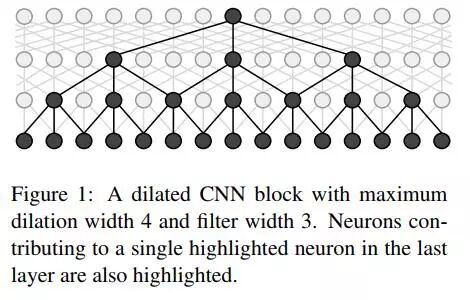 Figure 1: A dilated CNN block with maximum
dilation width 4 and filter width 3. Neurons con-
tributing to a single highlighted neuron in the last
layer are also highlighted.